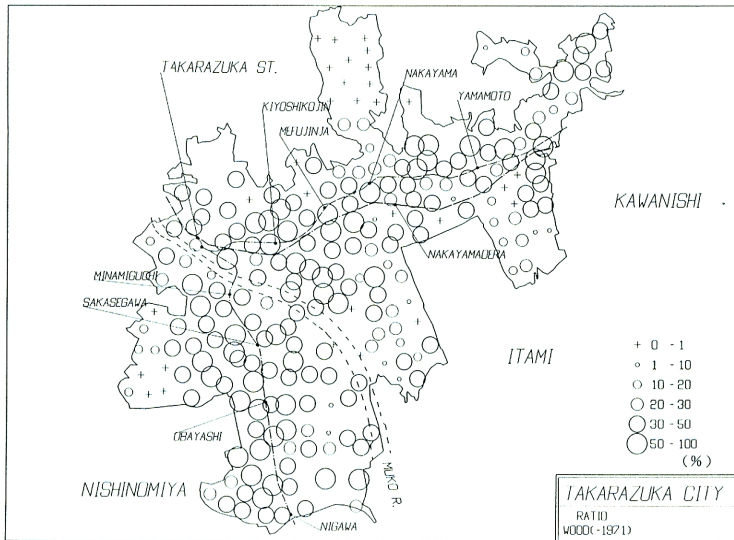 TAKARAZUKA ST.
NAKAYAMA
KIYOSHIKOJIN
YAMAMOTO
MEFUJINJA
KAWANISHI
NAKAYAMADERA
MINAMIGUCHI
SAKASEGAWA
ITAMI
+ 0 - 1
1 - 10
10 - 20
20 - 30
30 - 50
50 - 100
(%)
OBAYASHI
MUKO R.
NISHINOMIYA
NIGAWA
TAKARAZUKA CITY
RATIO
WOOD(-1971)